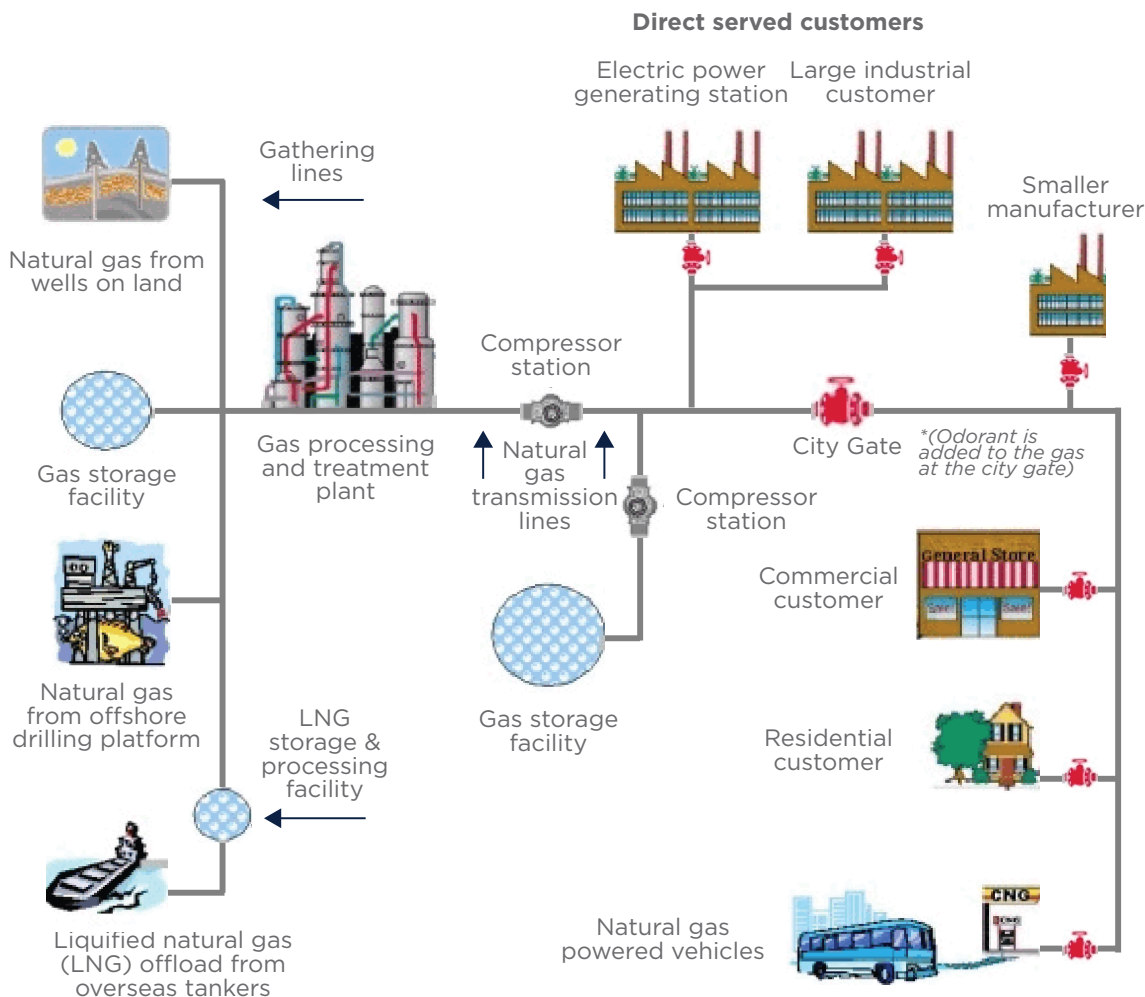 Direct served customers
Electric power
generating station
Large industrial
customer
Gathering
lines
Smaller
manufacturer
Natural gas from
wells on land
Compressor
station
Gas storage
facility
Gas processing
and treatment
plant
Natural
gas
transmission
lines
City Gate
*(Odorant is
added to the gas
at the city gate)
Compressor
station
General Store
Sale!
Sale!
Commercial
customer
Natural gas
from offshore
drilling platform
LNG
storage &
processing
facility
Gas storage
facility
Residential
customer
CNG
CNG
Natural gas
powered vehicles
Liquified natural gas
(LNG) offload from
overseas tankers